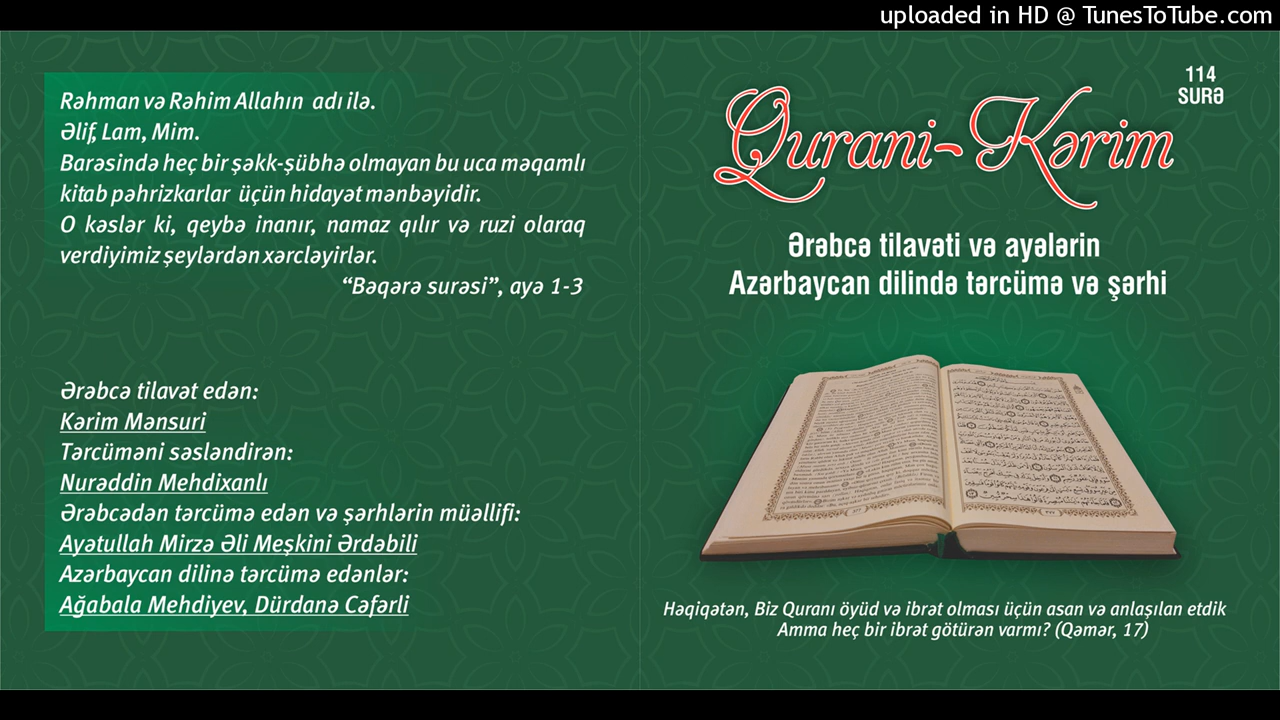 uploaded in HD @ TunesToTube.com
Rəhman və Rəhim Allahın adı ilə.
Əlif, Lam, Mim.
Barəsində heç bir şəkk-şübhə olmayan bu uca məqamlı
kitab pəhrizkarlar üçün hidayət mənbəyidir.
O kəslər ki, qeybə inanır, namaz qılır və ruzi olaraq
verdiyimiz şeylərdən xərcləyirlər.
“Bəqərə surəsi”, ayə 1-3
Ərəbcə tilavət edən:
Kərim Mənsuri
Tərcüməni səsləndirən:
Nurəddin Mehdixanlı
Ərəbcədən tərcümə edən və şərhlərin müəllifi:
Ayətullah Mirzə Əli Meşkini Ərdəbili
Azərbaycan dilinə tərcümə edənlər:
Ağabala Mehdiyev, Dürdanə Cəfərli
114
SURƏ
Qurani-Kərim
Ərəbcə tilavəti və ayələrin
Azərbaycan dilində tərcümə və şərhi
Həqiqətən, Biz Quranı öyüd və ibrət olması üçün asan və anlaşılan etdik
Amma heç bir ibrət götürən varmı? (Qəmər, 17)